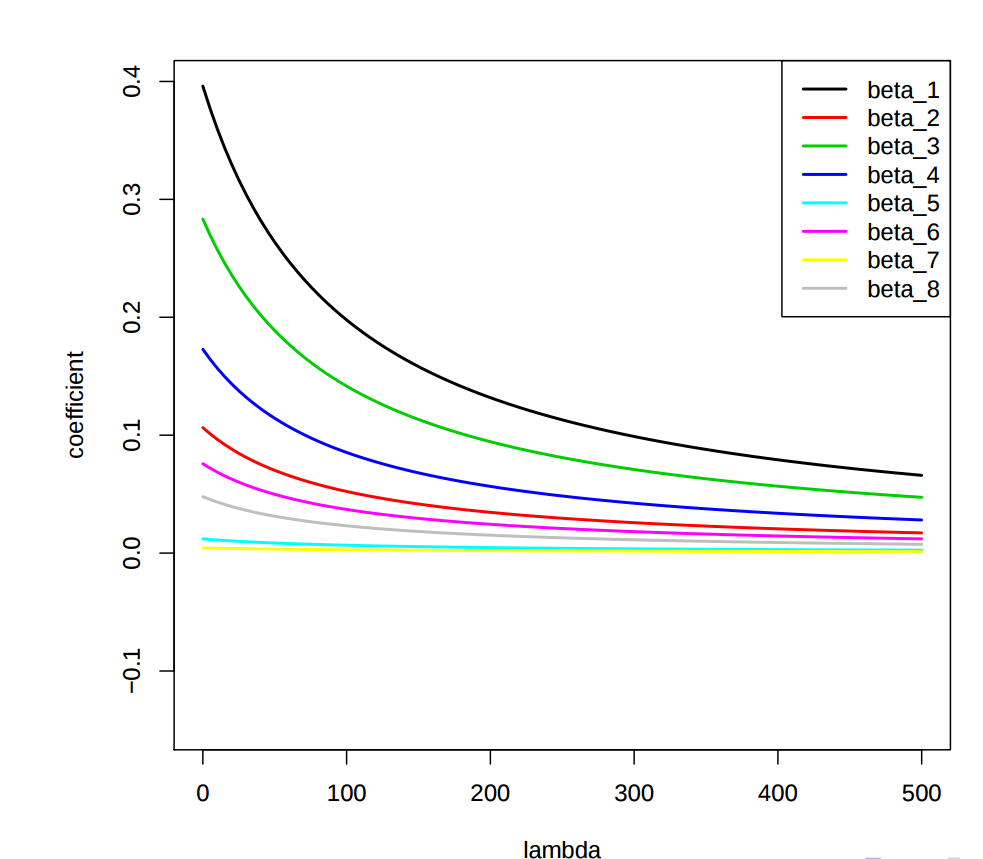 beta_1
beta_2
beta_3
beta_4
beta_5
beta_6
beta_7
beta_8
0.4
0.3
0.2
0.1
0.0
−0.1
coefficient
0 100 200 300 400 500
lambda